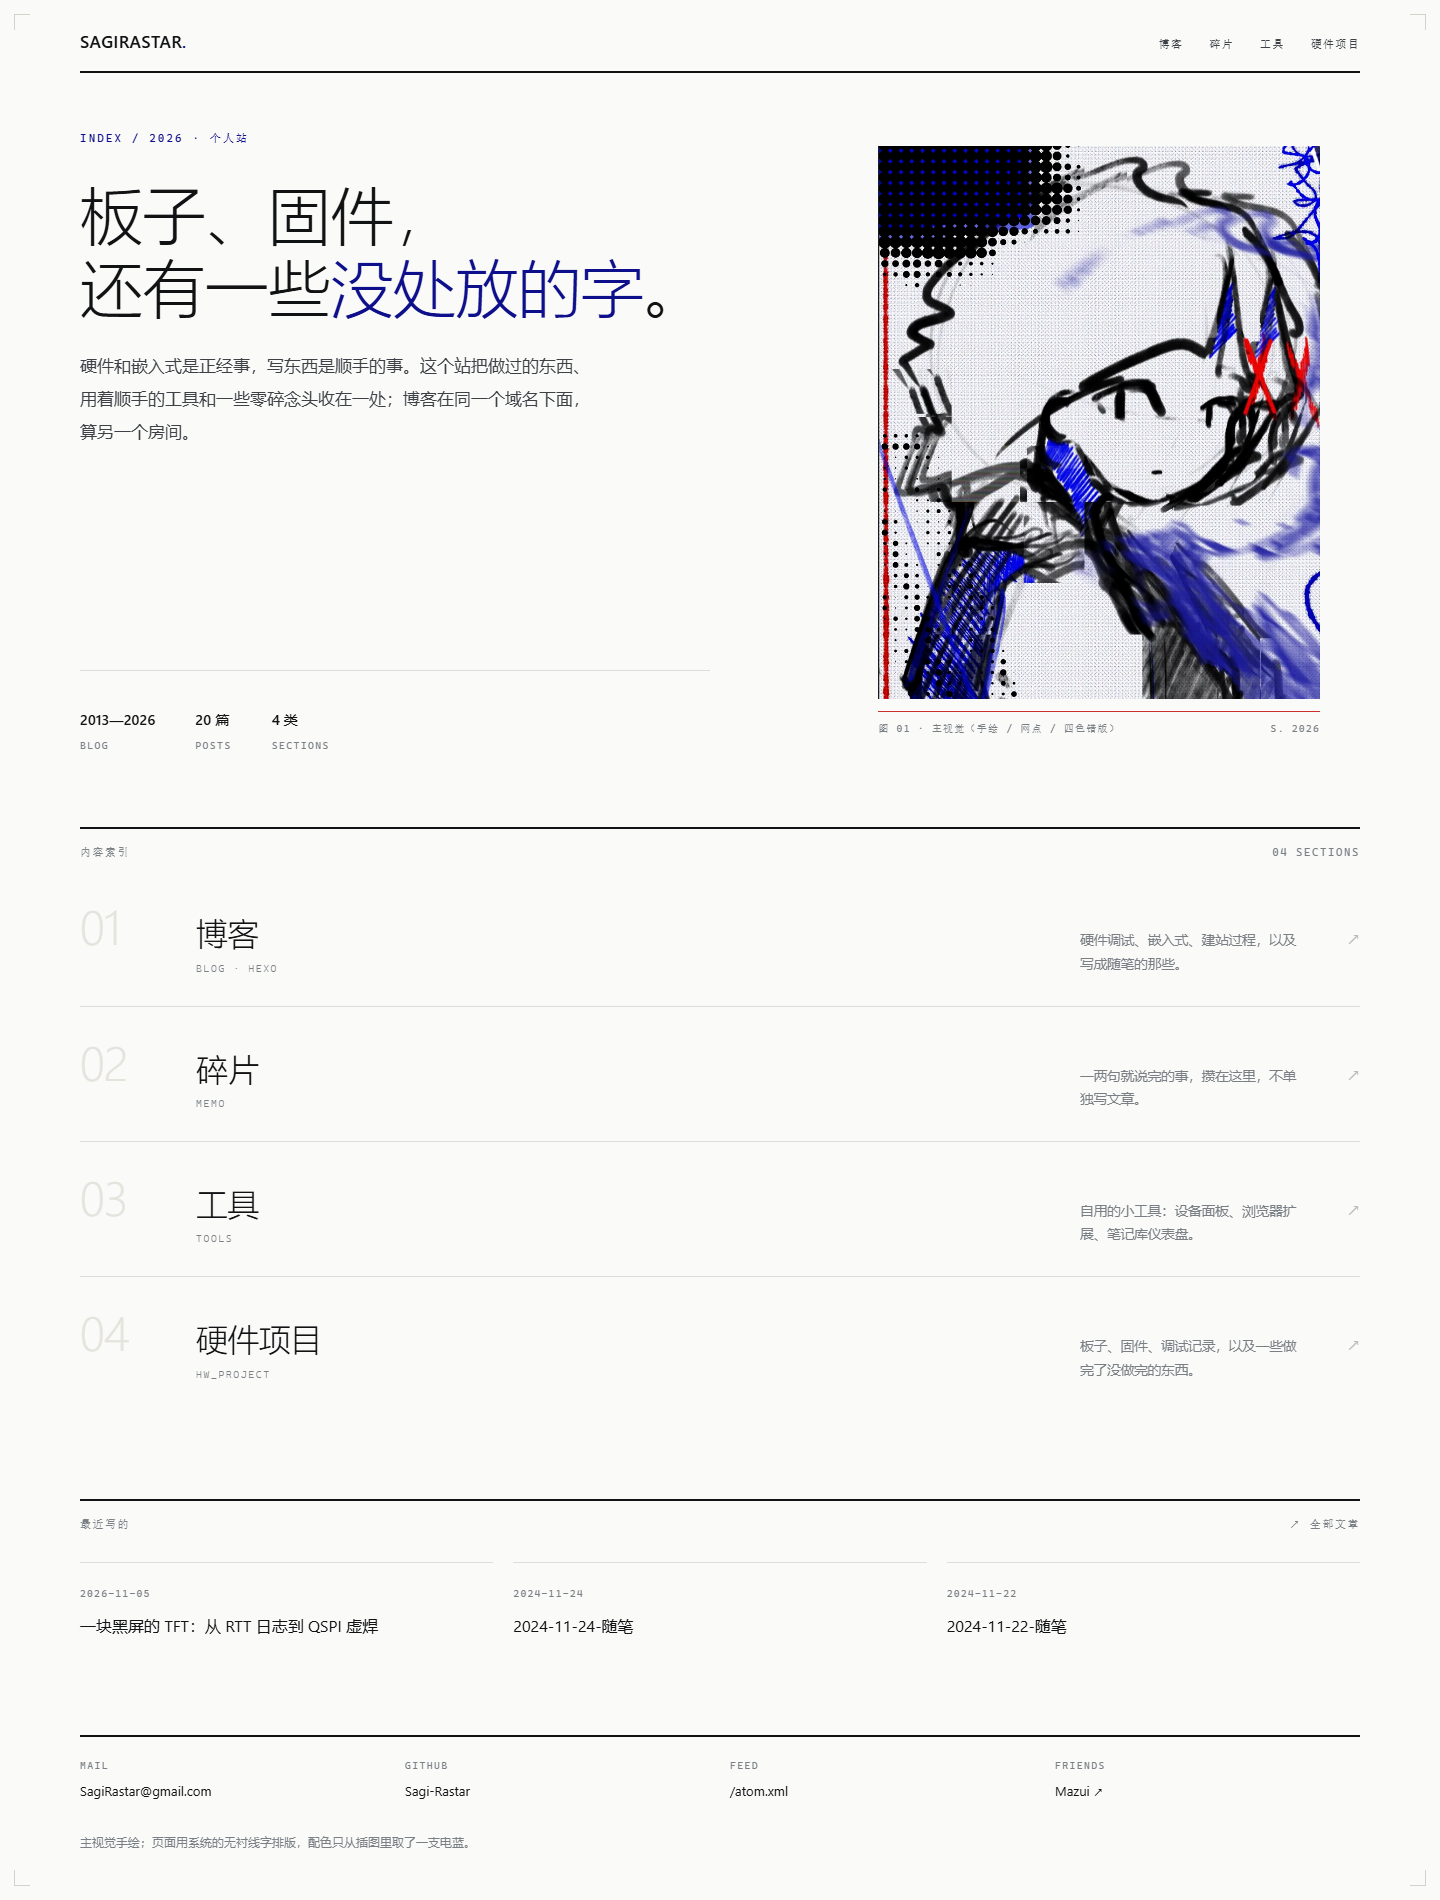 SAGIRASTAR.
博客 碎片 工具 硬件项目
INDEX / 2026 · 个人站
板子、固件，
还有一些没处放的字。
硬件和嵌入式是正经事，写东西是顺手的事。这个站把做过的东西、
用着顺手的工具和一些零碎念头收在一处；博客在同一个域名下面，
算另一个房间。
2013—2026 20 篇 4 类
BLOG POSTS SECTIONS
图 01 · 主视觉（手绘 / 网点 / 四色错版） S. 2026
内容索引 04 SECTIONS
01 博客
BLOG · HEXO
硬件调试、嵌入式、建站过程，以及
写成随笔的那些。
↗
02 碎片
MEMO
一两句就说完的事，攒在这里，不单
独写文章。
↗
03 工具
TOOLS
自用的小工具：设备面板、浏览器扩
展、笔记库仪表盘。
↗
04 硬件项目
HW_PROJECT
板子、固件、调试记录，以及一些做
完了没做完的东西。
↗
最近写的 ↗ 全部文章
2026-11-05
一块黑屏的 TFT：从 RTT 日志到 QSPI 虚焊
2024-11-24
2024-11-24-随笔
2024-11-22
2024-11-22-随笔
MAIL GITHUB FEED FRIENDS
SagiRastar@gmail.com Sagi-Rastar /atom.xml Mazui ↗
主视觉手绘；页面用系统的无衬线字排版，配色只从插图里取了一支电蓝。